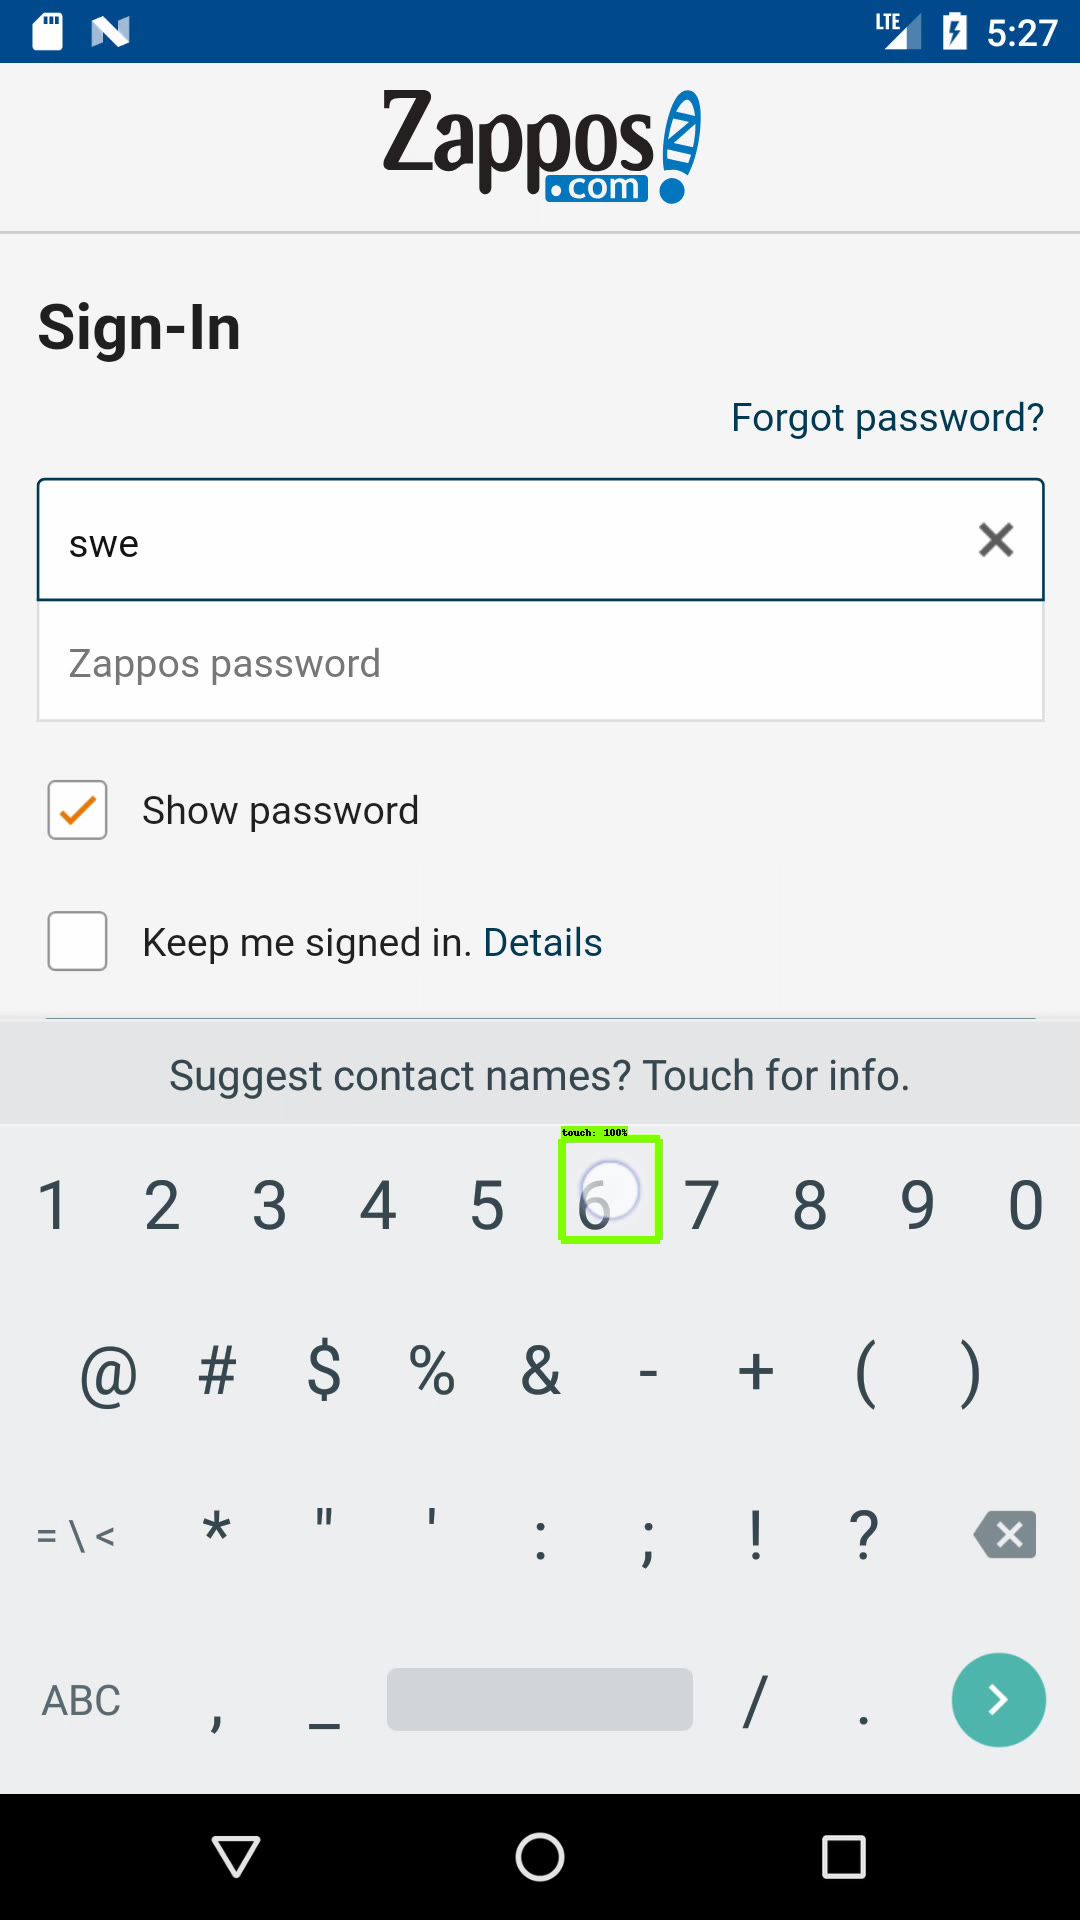 LTE 5:27
Zappos
.com
Sign-In
Forgot password?
swe
Zappos password
Show password
Keep me signed in. Details
Suggest contact names? Touch for info.
touch: 100%
1 2 3 4 5 6 7 8 9 0
@ # $ % & - + ( )
= \ < * " ' : ; ! ?
ABC , _ / .